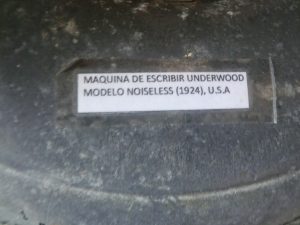 MAQUINA DE ESCRIBIR UNDERWOOD
MODELO NOISELESS (1924), U.S.A